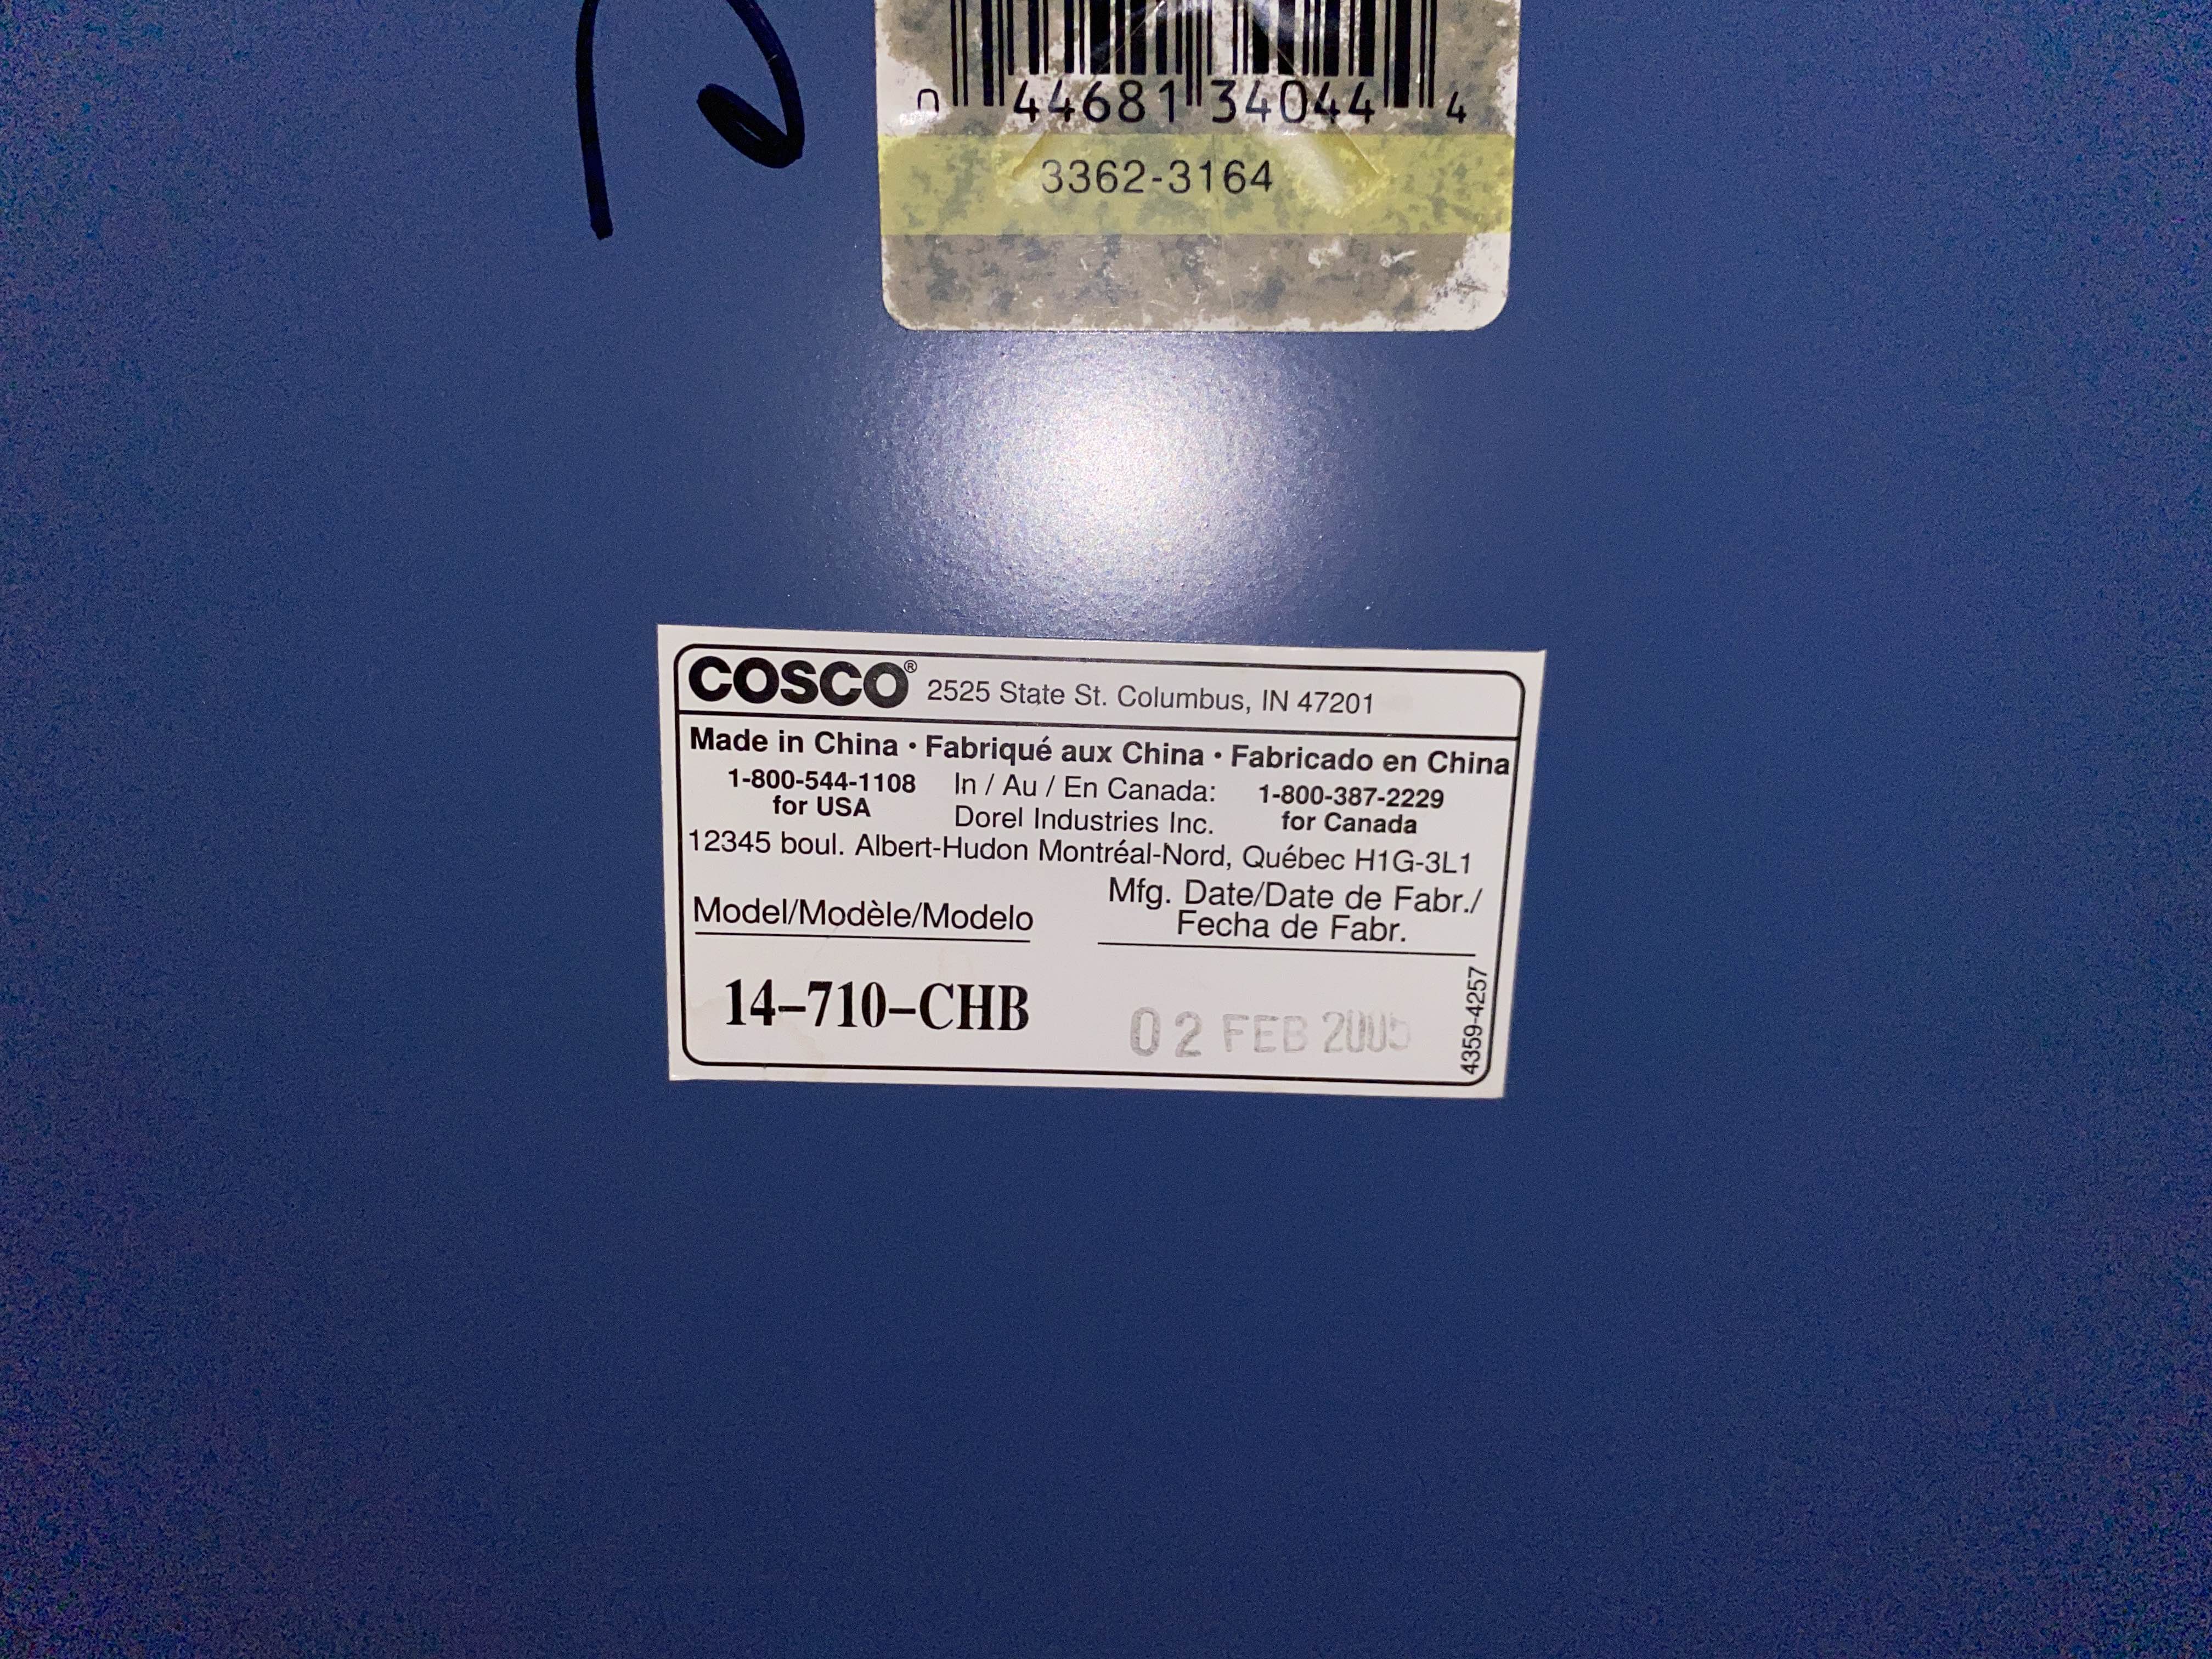 0 44681 34044 4
3362-3164
COSCO® 2525 State St. Columbus, IN 47201
Made in China • Fabriqué aux China • Fabricado en China
1-800-544-1108 In / Au / En Canada: 1-800-387-2229
for USA Dorel Industries Inc. for Canada
12345 boul. Albert-Hudon Montréal-Nord, Québec H1G-3L1
Model/Modèle/Modelo Mfg. Date/Date de Fabr./
Fecha de Fabr.
14-710-CHB 02 FEB 2005
4359-4257